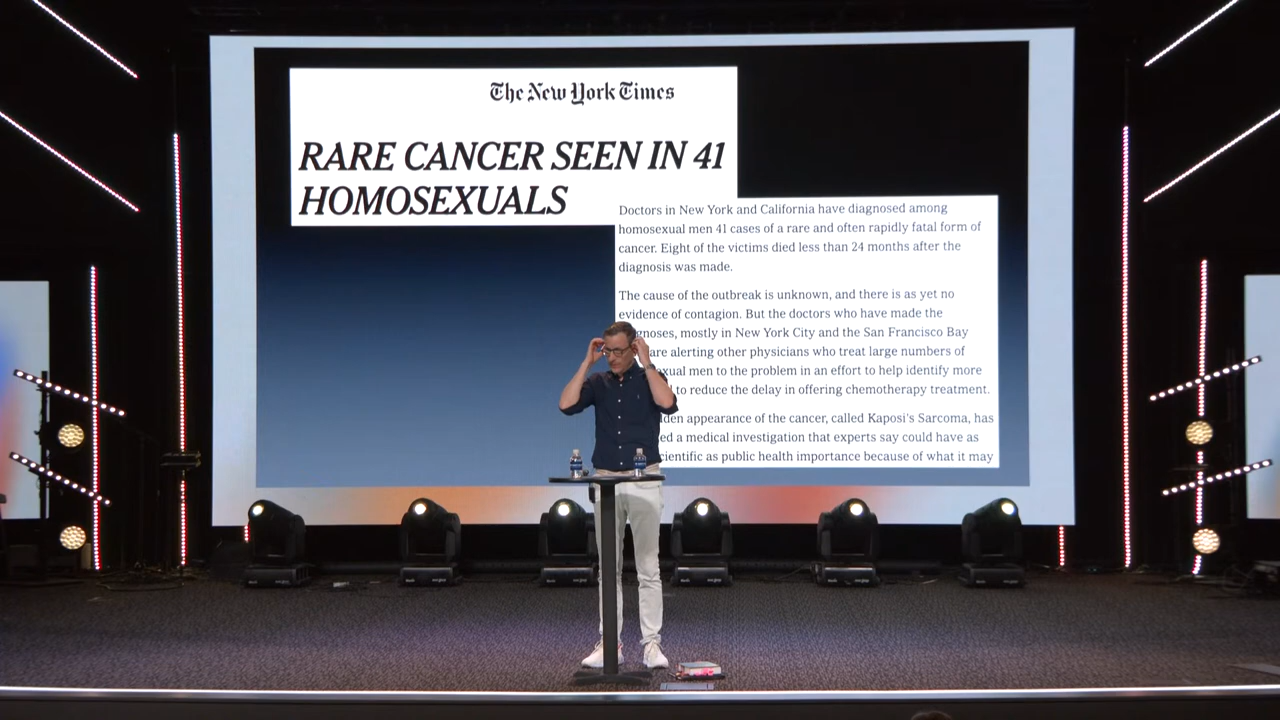 The New York Times
RARE CANCER SEEN IN 41
HOMOSEXUALS
Doctors in New York and California have diagnosed among
homosexual men 41 cases of a rare and often rapidly fatal form of
cancer. Eight of the victims died less than 24 months after the
diagnosis was made.
The cause of the outbreak is unknown, and there is as yet no
evidence of contagion. But the doctors who have made the
gnoses, mostly in New York City and the San Francisco Bay
are alerting other physicians who treat large numbers of
exual men to the problem in an effort to help identify more
to reduce the delay in offering chemotherapy treatment.
den appearance of the cancer, called Kaposi's Sarcoma, has
ed a medical investigation that experts say could have as
cientific as public health importance because of what it may